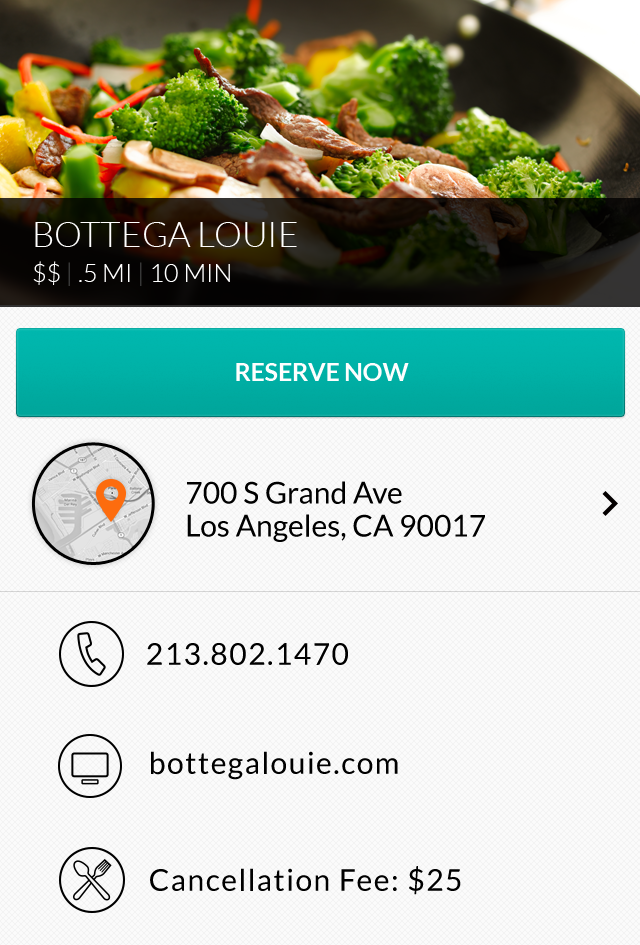 BOTTEGA LOUIE
$$ | .5 MI | 10 MIN
RESERVE NOW
700 S Grand Ave
Los Angeles, CA 90017
213.802.1470
bottegalouie.com
Cancellation Fee: $25